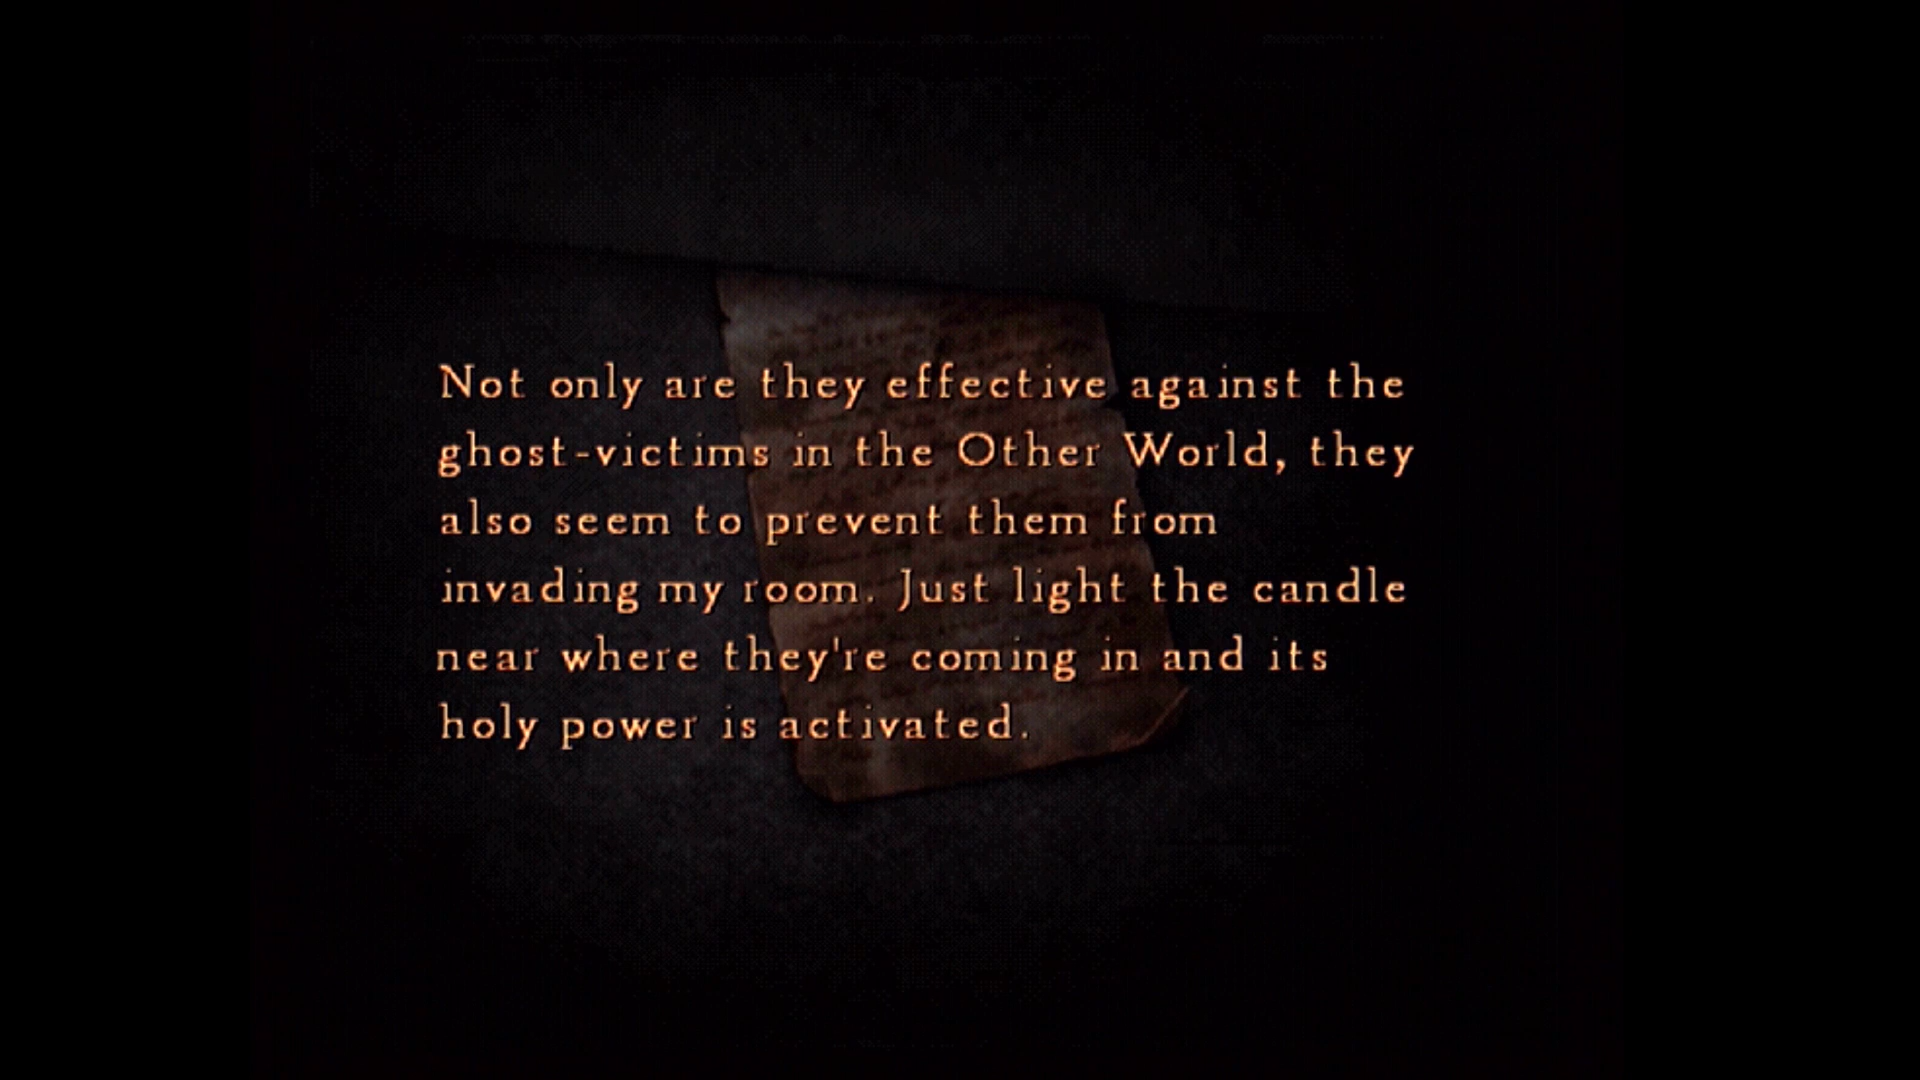 Not only are they effective against the
ghost-victims in the Other World, they
also seem to prevent them from
invading my room. Just light the candle
near where they're coming in and its
holy power is activated.